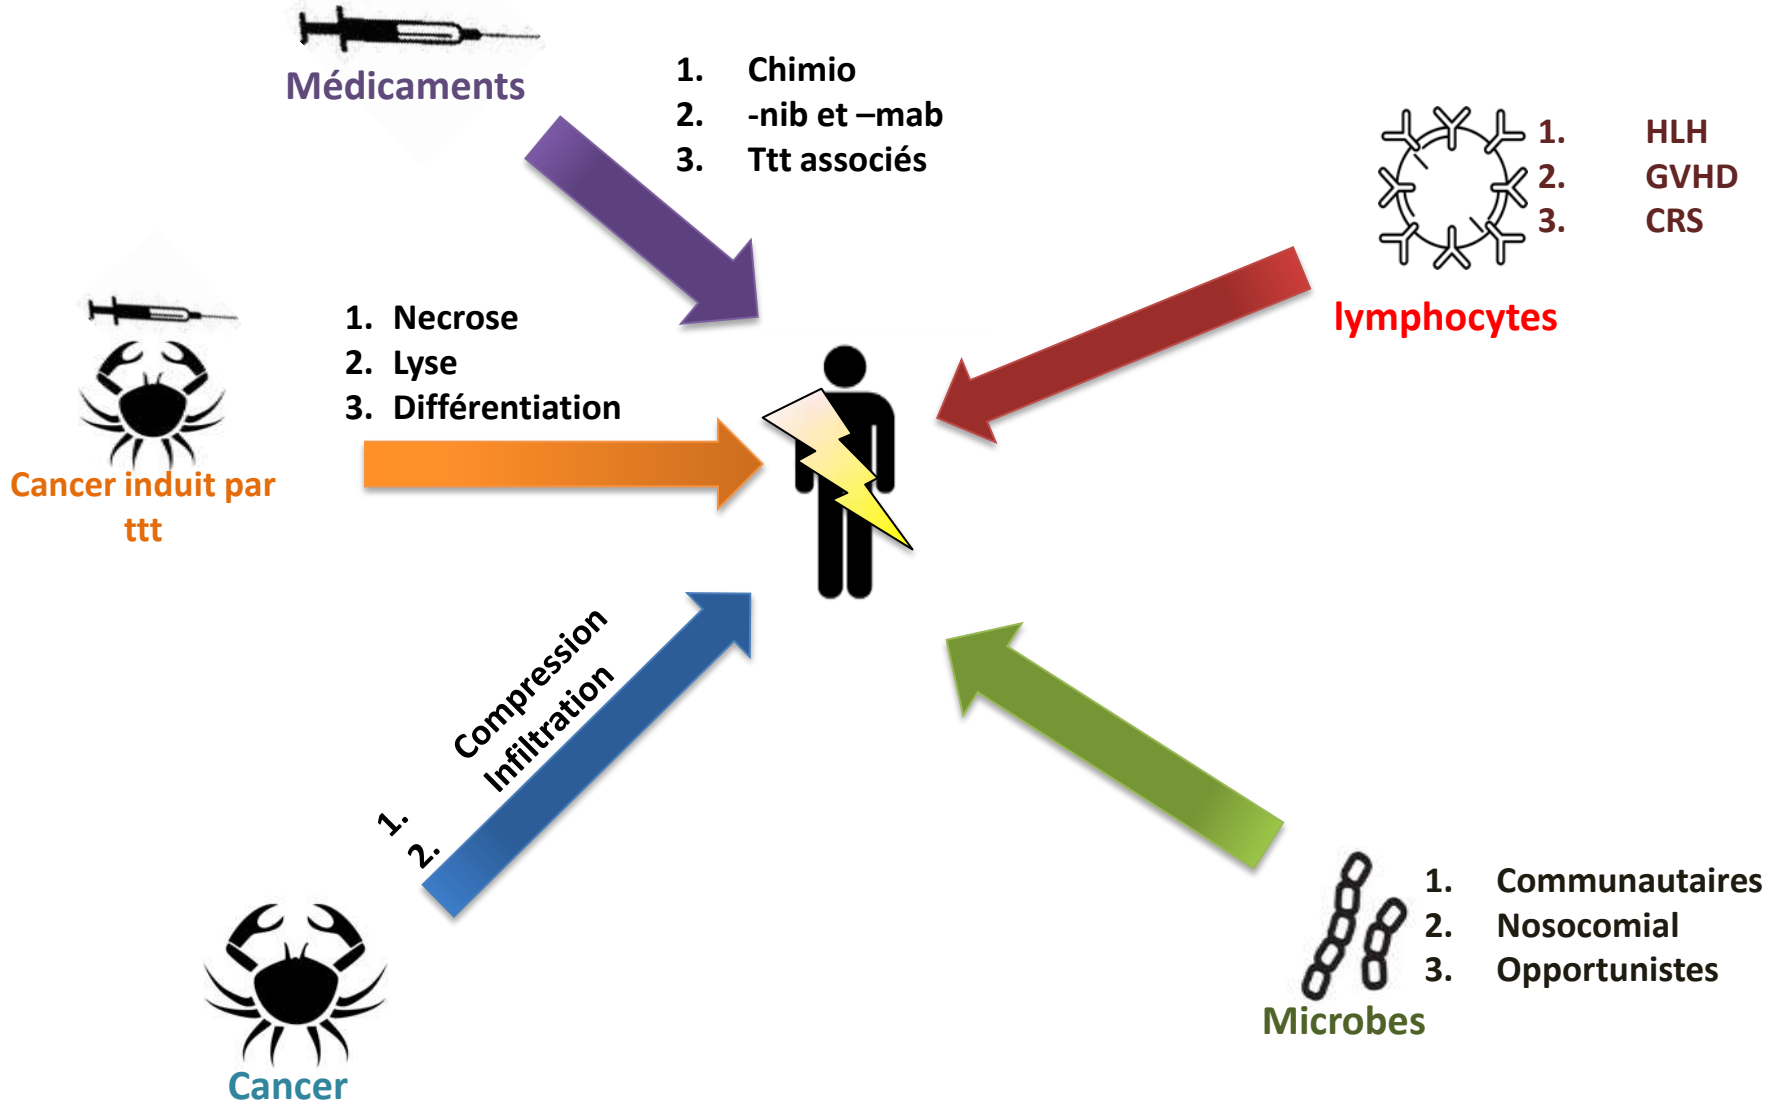 Médicaments
1. Chimio
2. -nib et –mab
3. Ttt associés
1. HLH
2. GVHD
3. CRS
lymphocytes
1. Necrose
2. Lyse
3. Différentiation
Cancer induit par
ttt
1. Compression
2. Infiltration
Cancer
1. Communautaires
2. Nosocomial
3. Opportunistes
Microbes